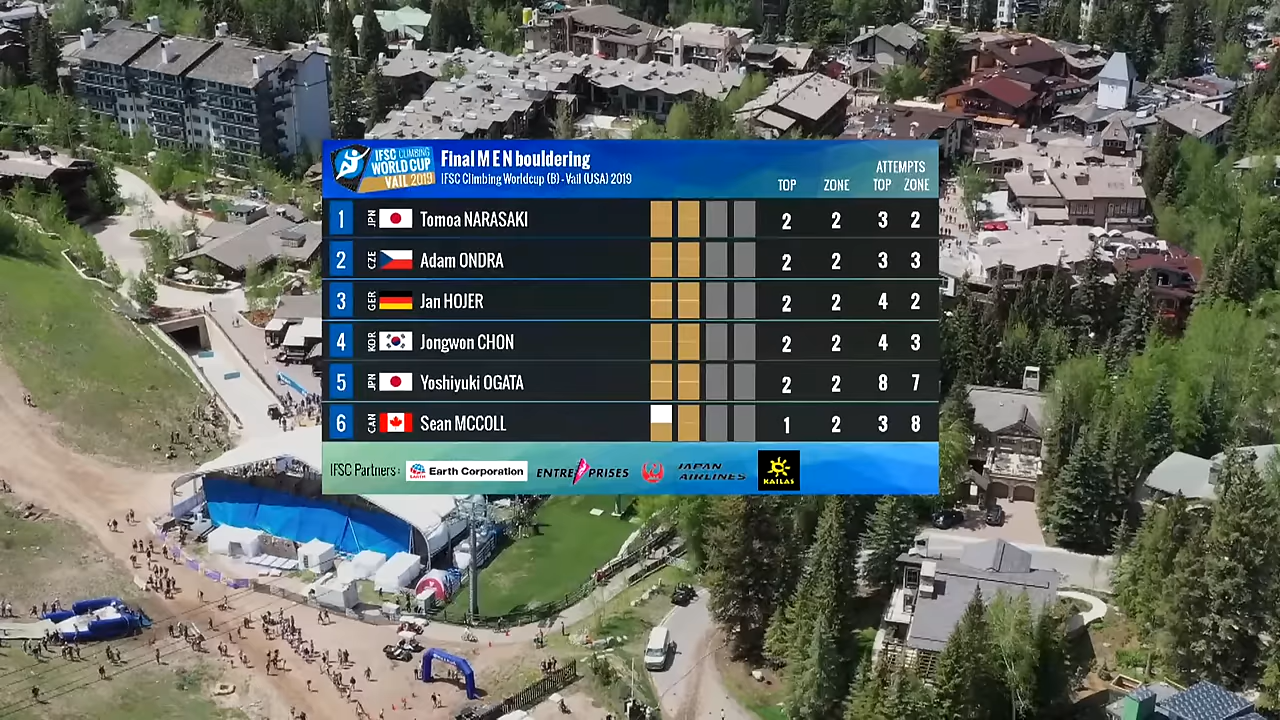 IFSC CLIMBING
WORLD CUP
VAIL 2019
Final M E N bouldering
IFSC Climbing Worldcup (B) - Vail (USA) 2019
ATTEMPTS
TOP ZONE TOP ZONE
1 JPN Tomoa NARASAKI 2 2 3 2
2 CZE Adam ONDRA 2 2 3 3
3 GER Jan HOJER 2 2 4 2
4 KOR Jongwon CHON 2 2 4 3
5 JPN Yoshiyuki OGATA 2 2 8 7
6 CAN Sean MCCOLL 1 2 3 8
IFSC Partners: EARTH Earth Corporation ENTRE PRISES JAL JAPAN AIRLINES KAILAS